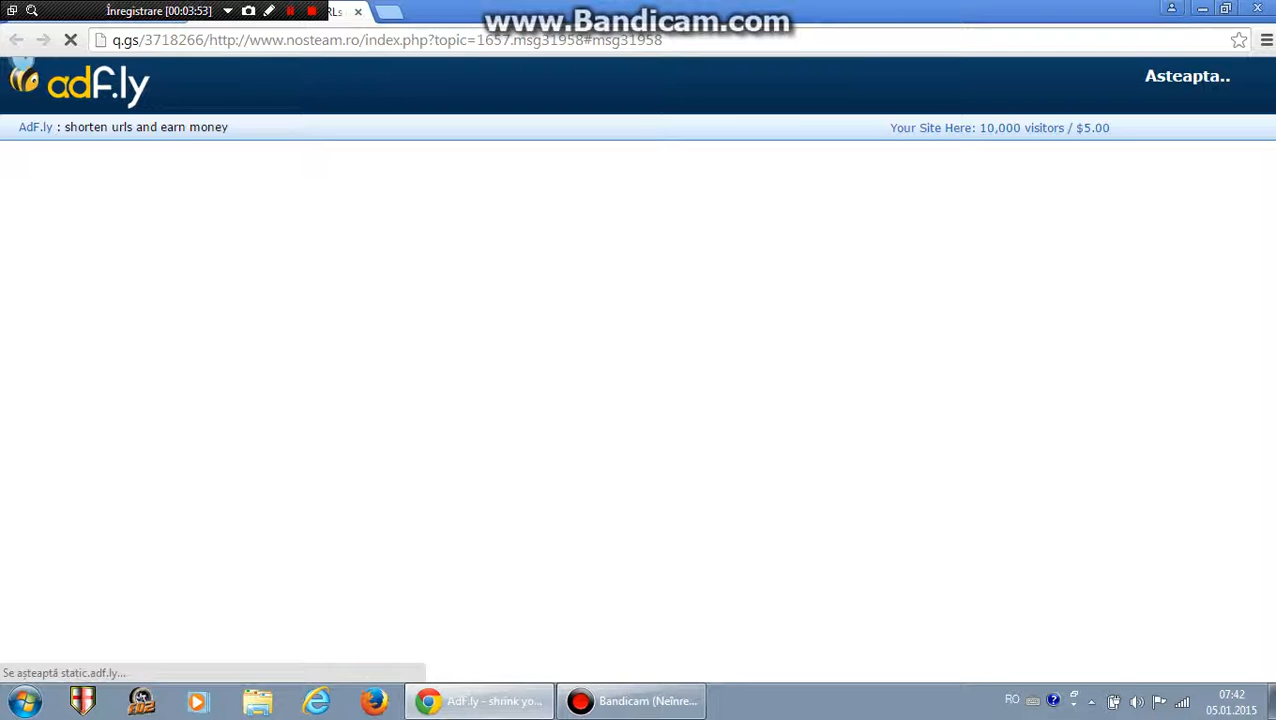 Înregistrare [00:03:53]
RLs
www.Bandicam.com
q.gs/3718266/http://www.nosteam.ro/index.php?topic=1657.msg31958#msg31958
adf.ly
Asteapta..
AdF.ly : shorten urls and earn money
Your Site Here: 10,000 visitors / $5.00
Se așteaptă static.adf.ly...
Adf.ly - shrink yo...
Bandicam (Neînre...
RO
07:42
05.01.2015